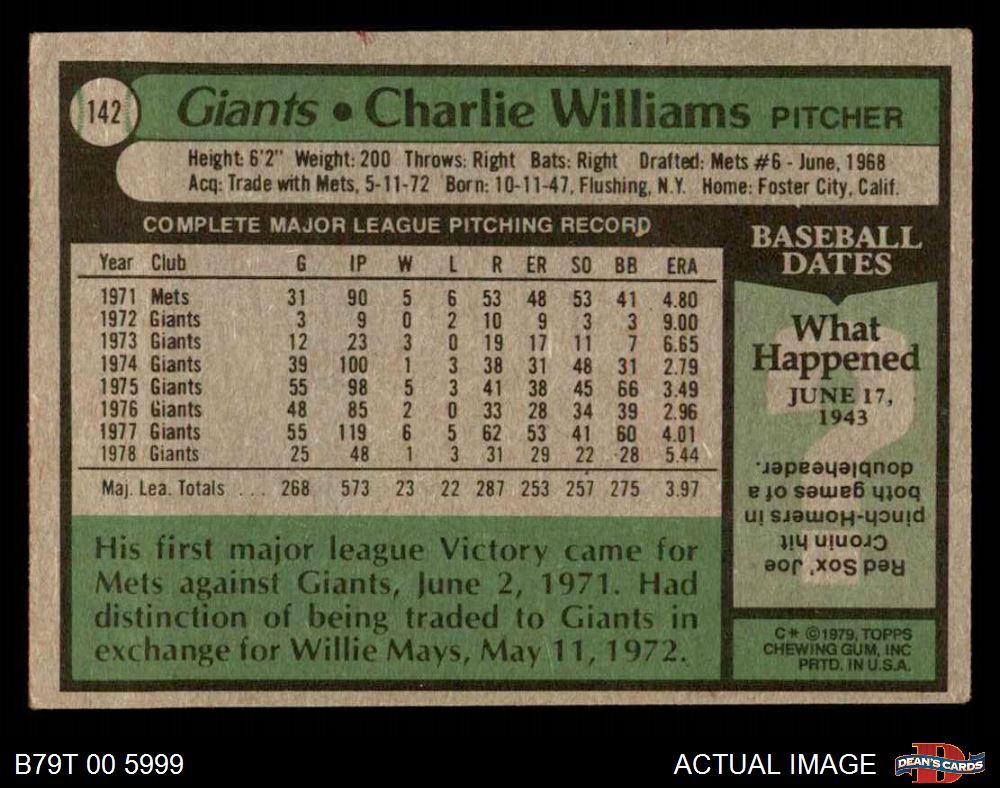 142
Giants • Charlie Williams PITCHER
Height: 6'2" Weight: 200 Throws: Right Bats: Right Drafted: Mets #6 - June, 1968
Acq: Trade with Mets, 5-11-72 Born: 10-11-47, Flushing, N.Y. Home: Foster City, Calif.
COMPLETE MAJOR LEAGUE PITCHING RECORD
Year Club G IP W L R ER SO BB ERA
1971 Mets 31 90 5 6 53 48 53 41 4.80
1972 Giants 3 9 0 2 10 9 3 3 9.00
1973 Giants 12 23 3 0 19 17 11 7 6.65
1974 Giants 39 100 1 3 38 31 48 31 2.79
1975 Giants 55 98 5 3 41 38 45 66 3.49
1976 Giants 48 85 2 0 33 28 34 39 2.96
1977 Giants 55 119 6 5 62 53 41 60 4.01
1978 Giants 25 48 1 3 31 29 22 28 5.44
Maj. Lea. Totals ... 268 573 23 22 287 253 257 275 3.97
His first major league Victory came for
Mets against Giants, June 2, 1971. Had
distinction of being traded to Giants in
exchange for Willie Mays, May 11, 1972.
BASEBALL
DATES
What
Happened
JUNE 17,
1943
Red Sox' Joe
Cronin hit
pinch-Homers in
both games of a
doubleheader.
C* ©1979, TOPPS
CHEWING GUM, INC
PRTD. IN U.S.A.
B79T 00 5999
ACTUAL IMAGE
DEAN'S CARDS